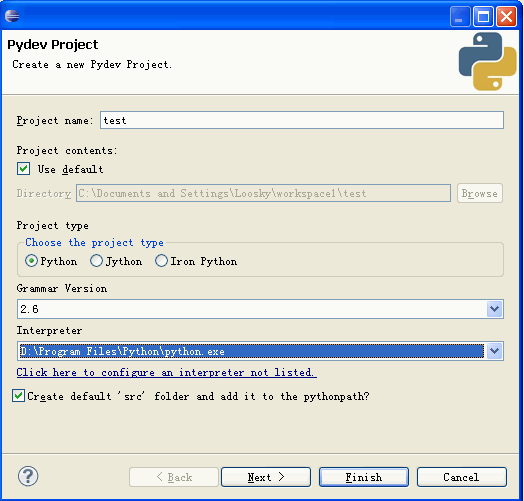 Pydev Project
Create a new Pydev Project.
Project name: test
Project contents:
Use default
Directory C:\Documents and Settings\Loosky\workspace1\test Browse
Project type
Choose the project type
Python Jython Iron Python
Grammar Version
2.6
Interpreter
D:\Program Files\Python\python.exe
Click here to configure an interpreter not listed.
Create default 'src' folder and add it to the pythonpath?
? < Back Next > Finish Cancel